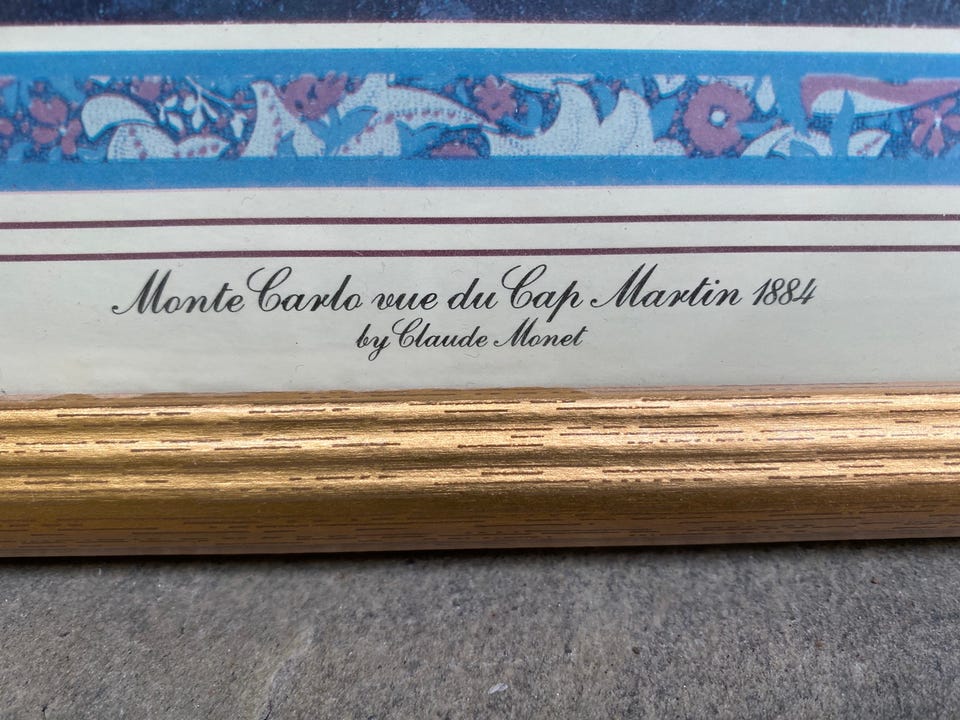 Monte Carlo vue du Cap Martin 1884
by Claude Monet